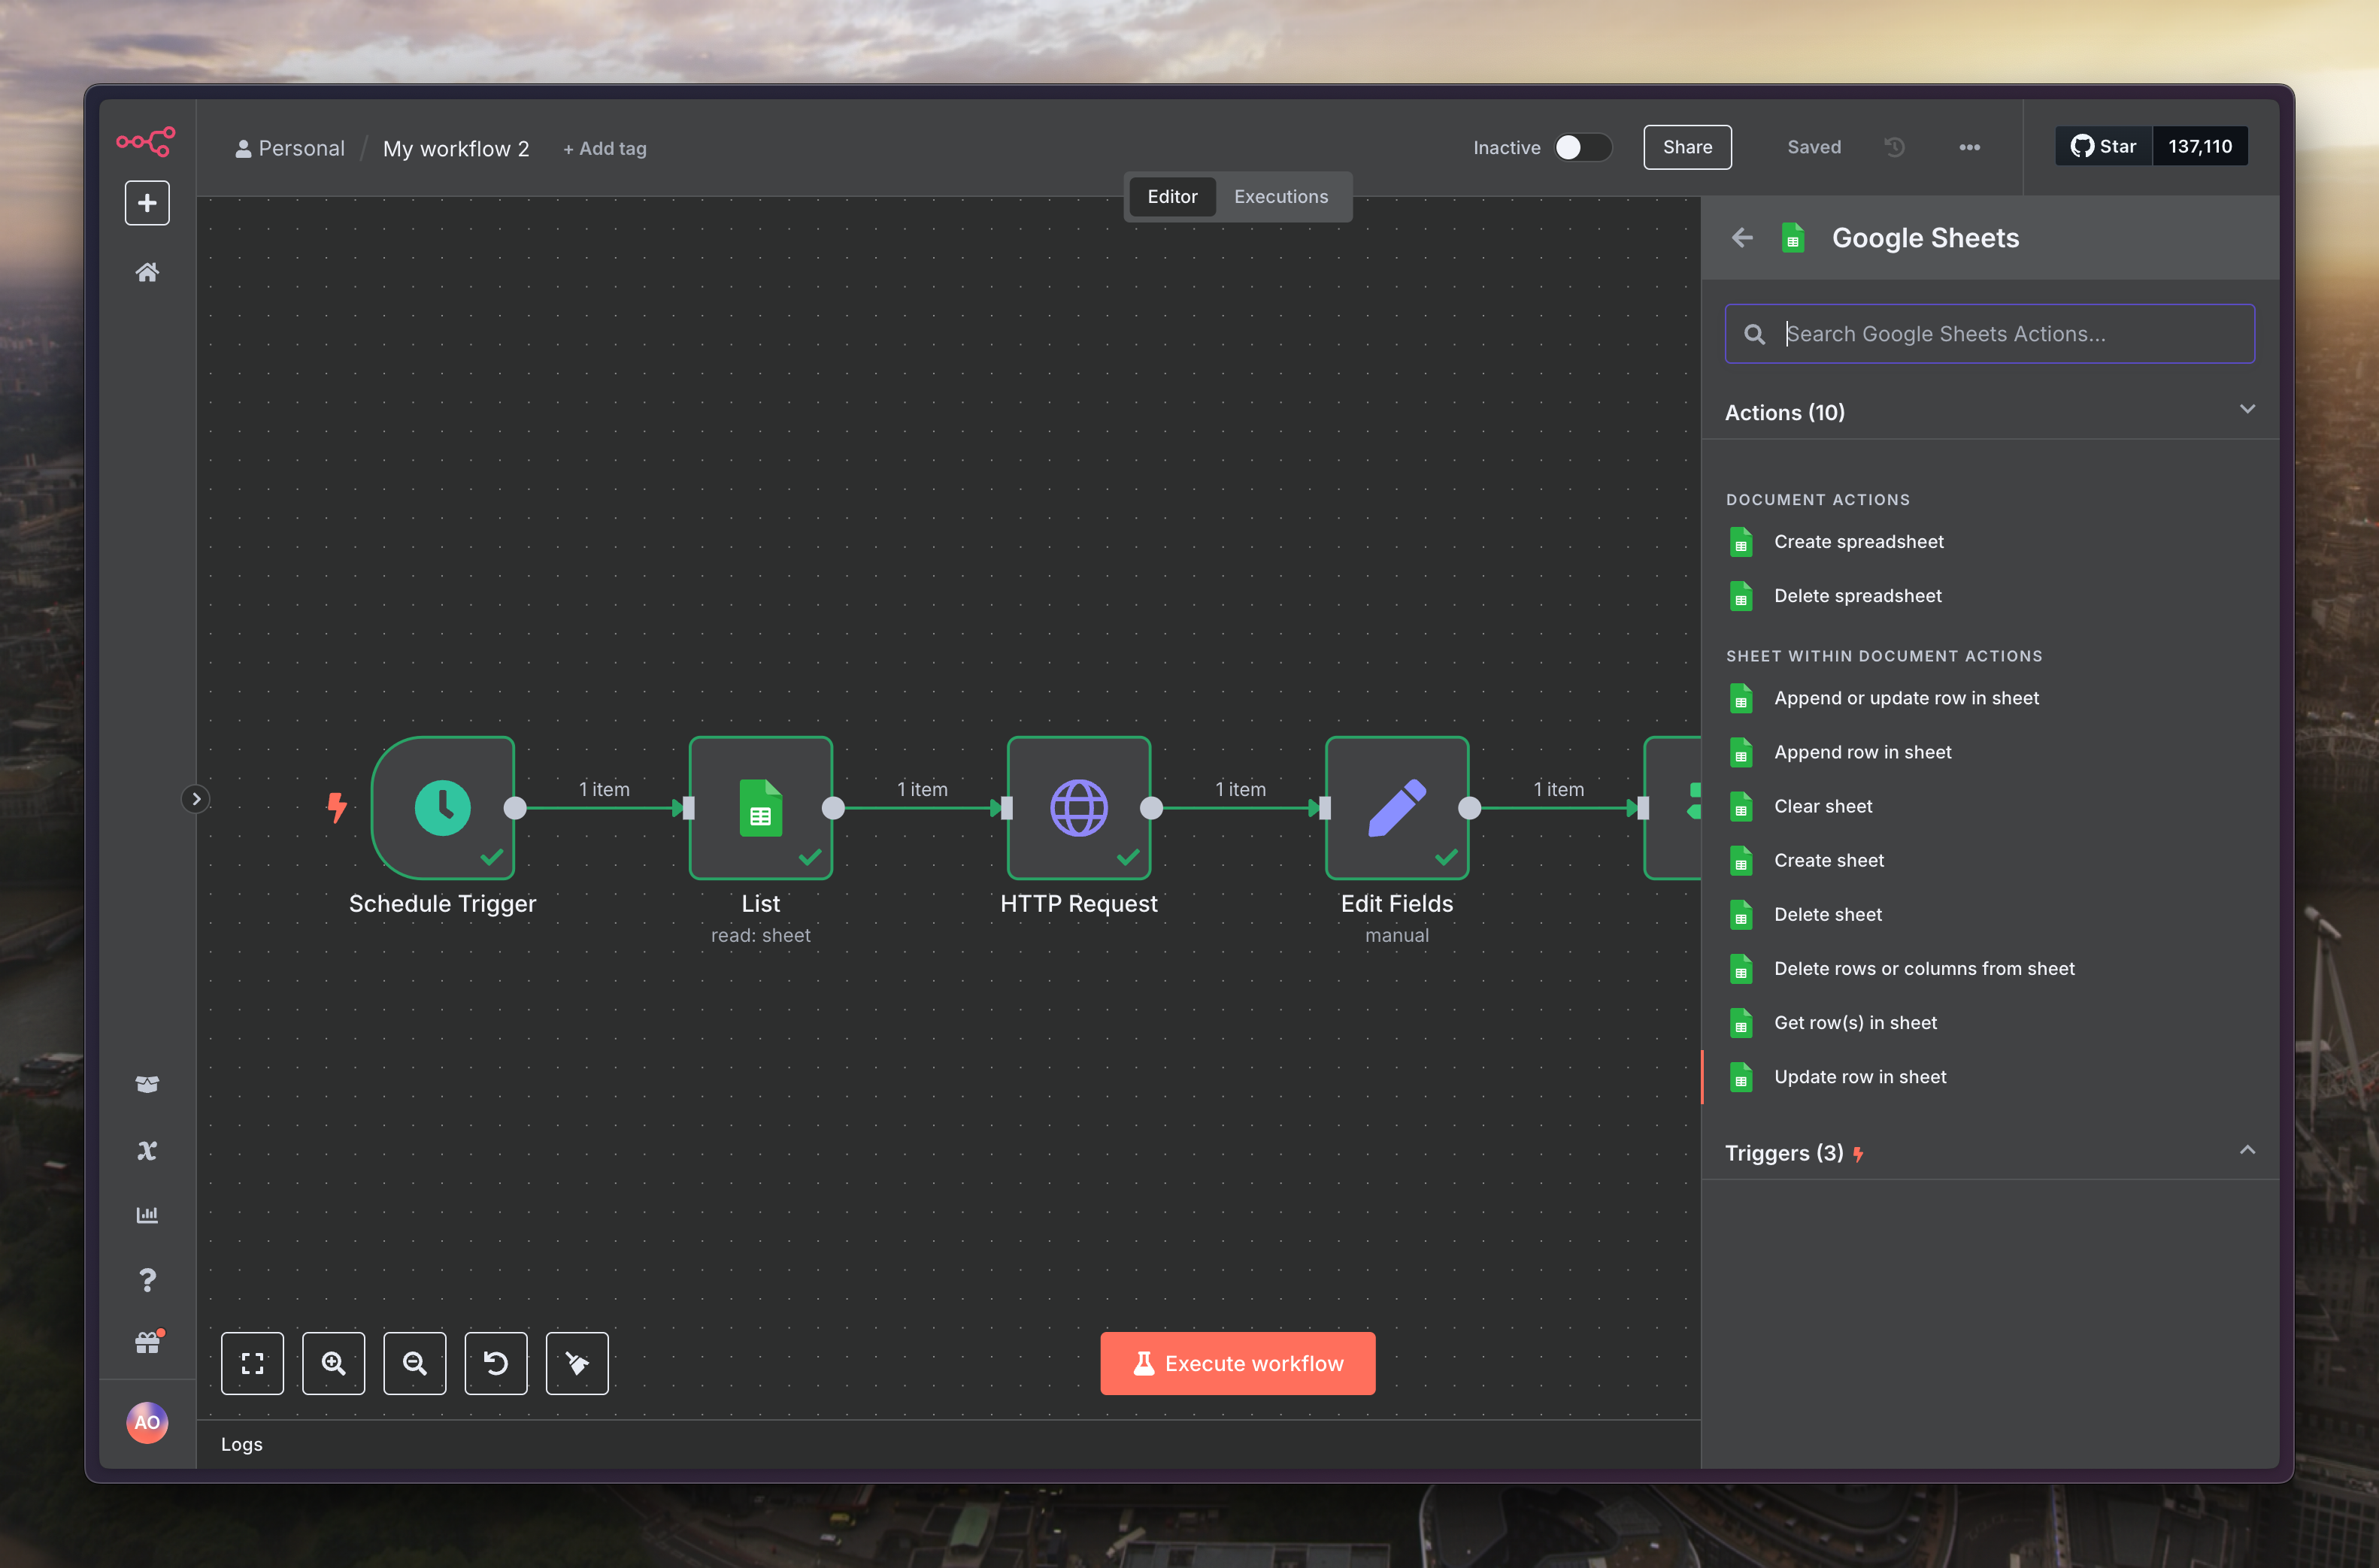 Personal / My workflow 2 + Add tag
Inactive Share Saved Star 137,110
Editor Executions
Google Sheets
Search Google Sheets Actions...
Actions (10)
DOCUMENT ACTIONS
Create spreadsheet
Delete spreadsheet
SHEET WITHIN DOCUMENT ACTIONS
Append or update row in sheet
Append row in sheet
Clear sheet
Create sheet
Delete sheet
Delete rows or columns from sheet
Get row(s) in sheet
Update row in sheet
Triggers (3)
1 item 1 item 1 item 1 item
Schedule Trigger List HTTP Request Edit Fields
read: sheet manual
Execute workflow
AO
Logs